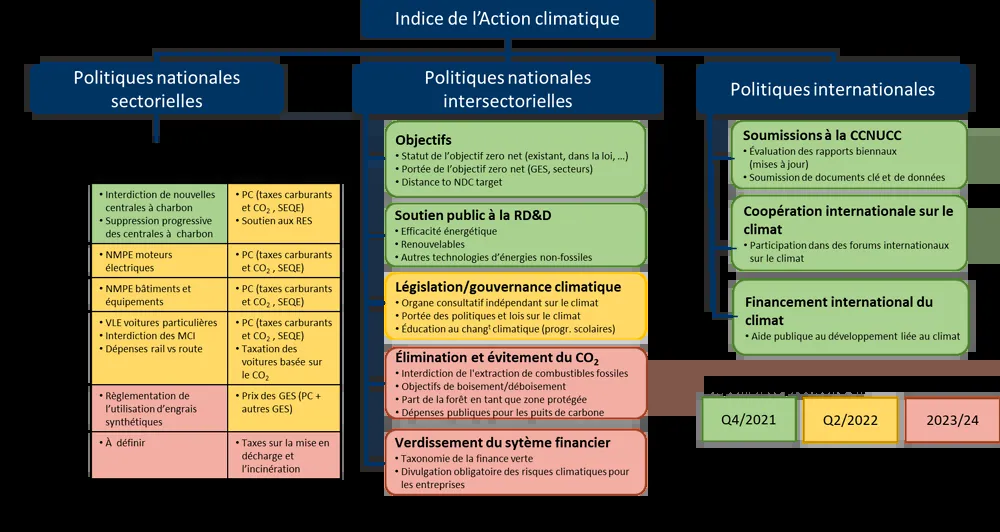 Indice de l'Action climatique
Politiques nationales
sectorielles
Politiques nationales
intersectorielles
Politiques internationales
• Interdiction de nouvelles
centrales à charbon
• Suppression progressive
des centrales à charbon
• PC (taxes carburants
et CO₂ , SEQE)
• Soutien aux RES
• NMPE moteurs
électriques
• PC (taxes carburants
et CO₂ , SEQE)
• NMPE bâtiments et
équipements
• PC (taxes carburants
et CO₂ , SEQE)
• VLE voitures particulières
• Interdiction des MCI
• Dépenses rail vs route
• PC (taxes carburants
et CO₂ , SEQE)
• Taxation des
voitures basée sur
le CO₂
• Règlementation de
l'utilisation d'engrais
synthétiques
• Prix des GES (PC +
autres GES)
• À définir
• Taxes sur la mise en
décharge et
l'incinération
Objectifs
• Statut de l'objectif zero net (existant, dans la loi, ...)
• Portée de l'objectif zero net (GES, secteurs)
• Distance to NDC target
Soutien public à la RD&D
• Efficacité énergétique
• Renouvelables
• Autres technologies d'énergies non-fossiles
Législation/gouvernance climatique
• Organe consultatif indépendant sur le climat
• Portée des politiques et lois sur le climat
• Éducation au changᵗ climatique (progr. scolaires)
Élimination et évitement du CO₂
• Interdiction de l'extraction de combustibles fossiles
• Objectifs de boisement/déboisement
• Part de la forêt en tant que zone protégée
• Dépenses publiques pour les puits de carbone
Verdissement du sytème financier
• Taxonomie de la finance verte
• Divulgation obligatoire des risques climatiques pour
les entreprises
Soumissions à la CCNUCC
• Évaluation des rapports biennaux
(mises à jour)
• Soumission de documents clé et de données
Coopération internationale sur le
climat
• Participation dans des forums internationaux
sur le climat
Financement international du
climat
• Aide publique au développement liée au climat
Q4/2021
Q2/2022
2023/24